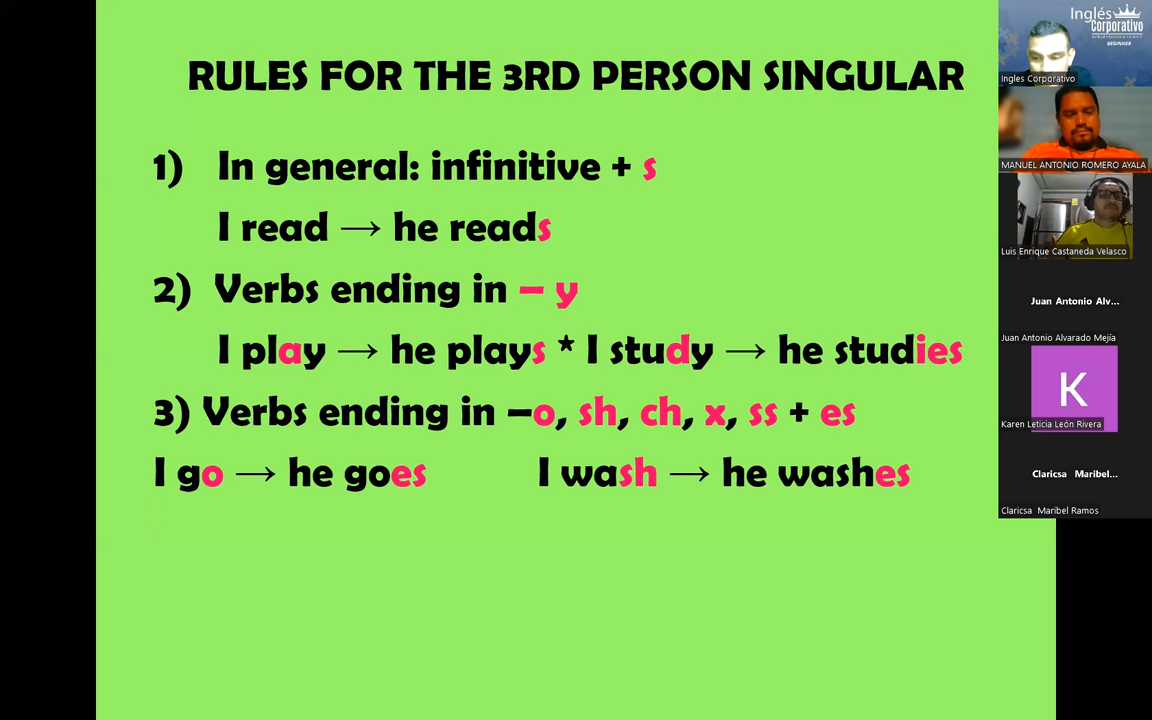 RULES FOR THE 3RD PERSON SINGULAR
1) In general: infinitive + s
I read → he reads
2) Verbs ending in – y
I play → he plays * I study → he studies
3) Verbs ending in –o, sh, ch, x, ss + es
I go → he goes I wash → he washes
Inglés
Corporativo
BEGINNER
Ingles Corporativo
MANUEL ANTONIO ROMERO AYALA
Luis Enrique Castaneda Velasco
Juan Antonio Alv...
Juan Antonio Alvarado Mejía
K
Karen Leticia León Rivera
Claricsa Maribel...
Claricsa Maribel Ramos